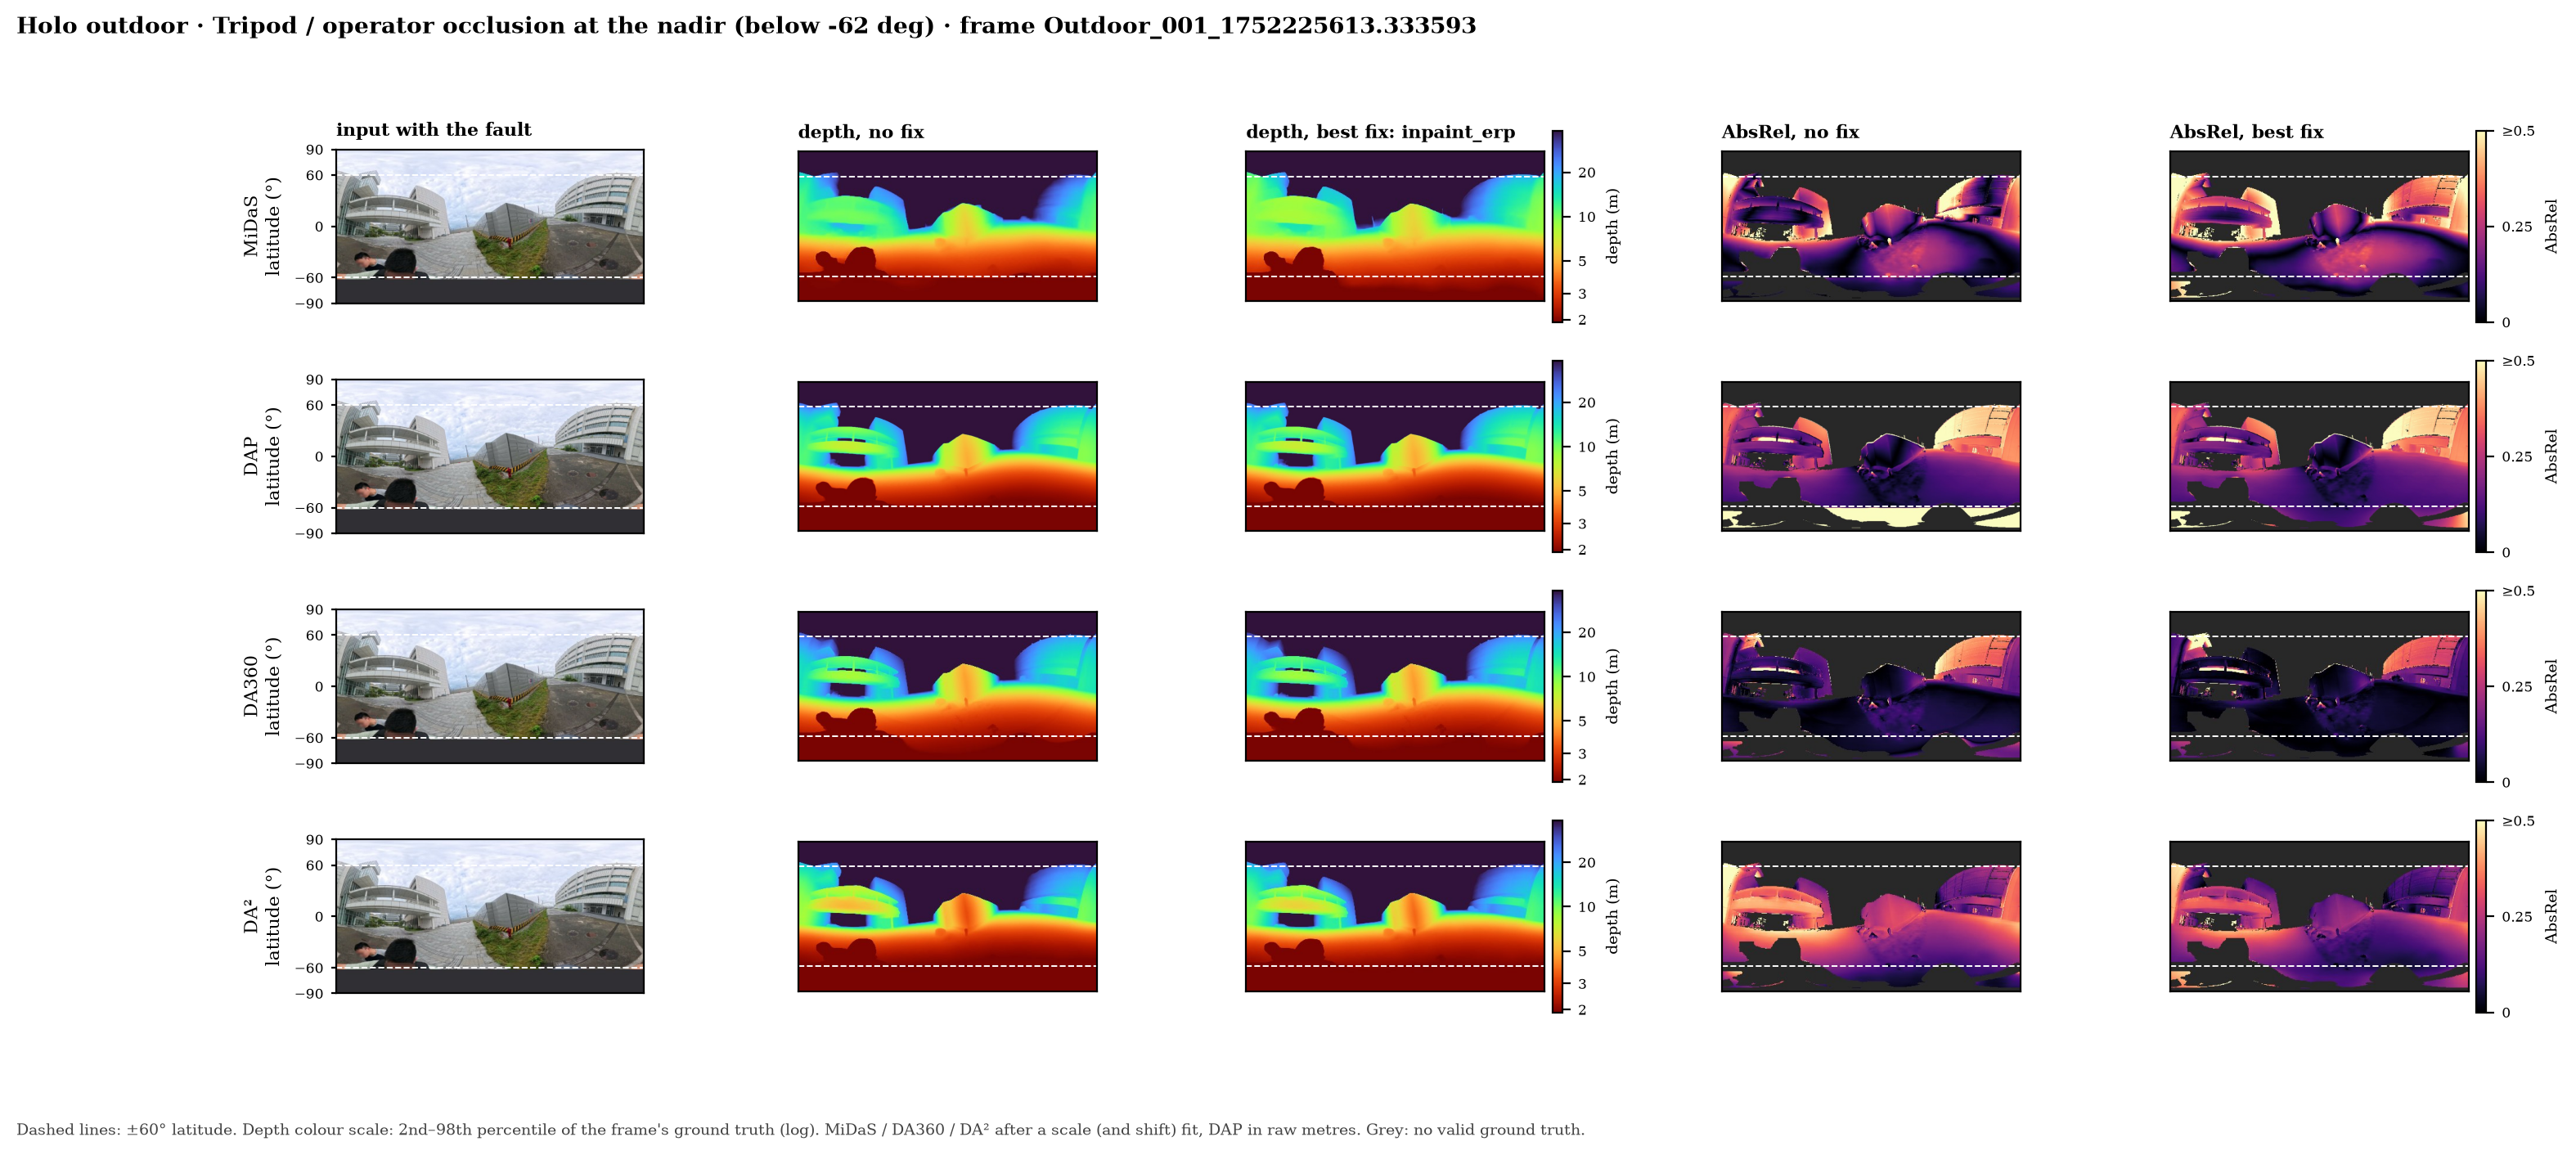 Holo outdoor · Tripod / operator occlusion at the nadir (below -62 deg) · frame Outdoor_001_1752225613.333593
input with the fault
depth, no fix
depth, best fix: inpaint_erp
AbsRel, no fix
AbsRel, best fix
MiDaS
latitude (°)
90
60
0
−60
−90
20
10
5
3
2
depth (m)
≥0.5
0.25
0
AbsRel
DAP
latitude (°)
90
60
0
−60
−90
20
10
5
3
2
depth (m)
≥0.5
0.25
0
AbsRel
DA360
latitude (°)
90
60
0
−60
−90
20
10
5
3
2
depth (m)
≥0.5
0.25
0
AbsRel
DA²
latitude (°)
90
60
0
−60
−90
20
10
5
3
2
depth (m)
≥0.5
0.25
0
AbsRel
Dashed lines: ±60° latitude. Depth colour scale: 2nd–98th percentile of the frame's ground truth (log). MiDaS / DA360 / DA² after a scale (and shift) fit, DAP in raw metres. Grey: no valid ground truth.